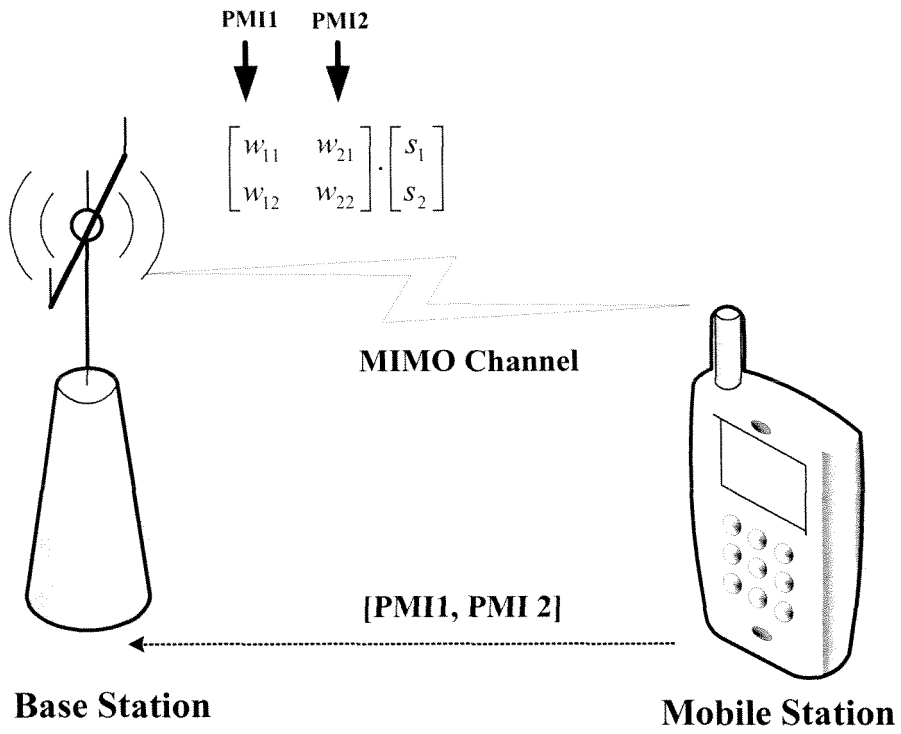 PMI1 PMI2
w11 w21 s1
w12 w22 · s2
MIMO Channel
[PMI1, PMI 2]
Base Station
Mobile Station